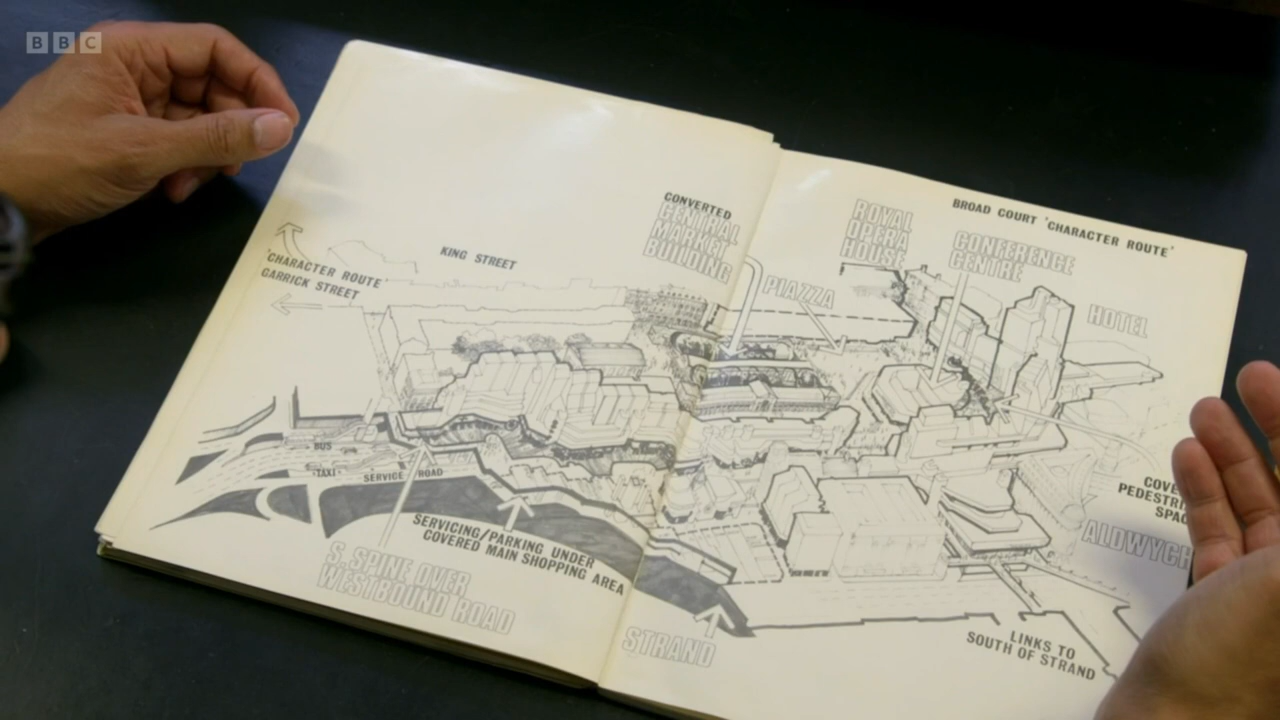 BBC
CONVERTED
CENTRAL
MARKET
BUILDING
ROYAL
OPERA
HOUSE
BROAD COURT 'CHARACTER ROUTE'
CONFERENCE
CENTRE
PIAZZA
HOTEL
KING STREET
'CHARACTER ROUTE
GARRICK STREET
BUS
TAXI
SERVICE ROAD
SERVICING/PARKING UNDER
COVERED MAIN SHOPPING AREA
S. SPINE OVER
WESTBOUND ROAD
STRAND
ALDWYCH
LINKS TO
SOUTH OF STRAND